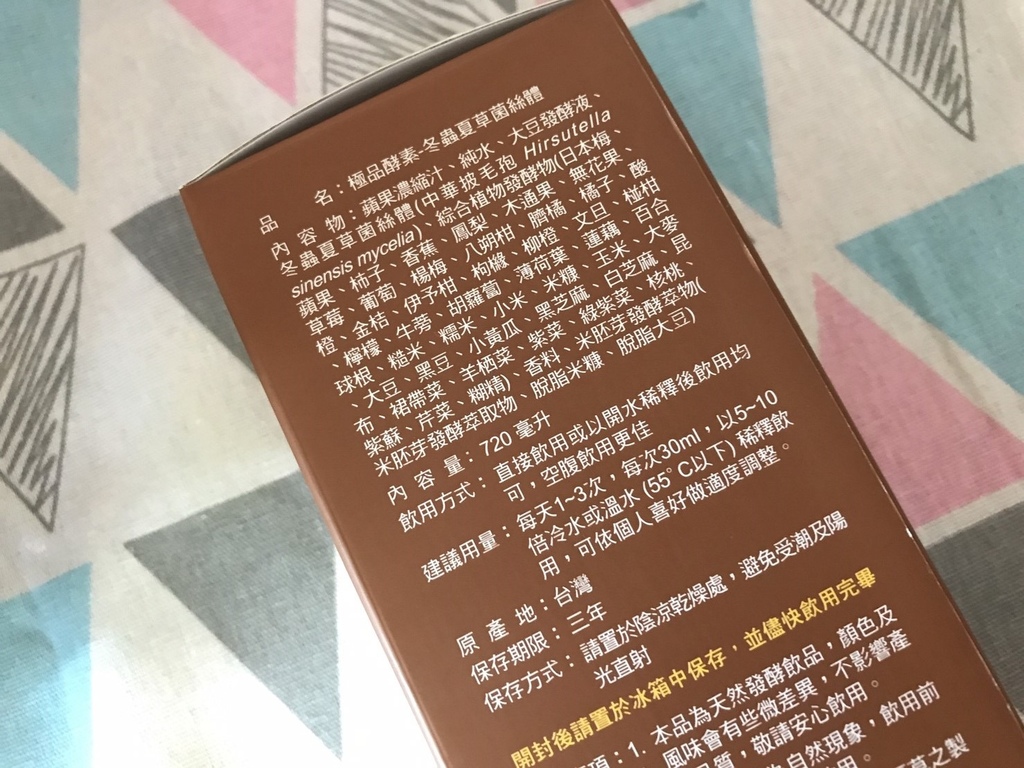 品　　名：極品酵素-冬蟲夏草菌絲體
內 容 物：蘋果濃縮汁、純水、大豆發酵液、
冬蟲夏草菌絲體(中華披毛孢 Hirsutella
sinensis mycelia)、綜合植物發酵物(日本梅、
蘋果、柿子、香蕉、鳳梨、木通果、無花果、
草莓、葡萄、楊梅、八朔柑、臍橘、橘子、酸
橙、金桔、伊予柑、枸櫞、柳橙、文旦、椪柑
、檸檬、牛蒡、胡蘿蔔、薄荷葉、蓮藕、百合
球根、糙米、糯米、小米、米糠、玉米、大麥
、大豆、黑豆、小黃瓜、黑芝麻、白芝麻、昆
布、裙帶菜、羊栖菜、紫菜、綠紫菜、核桃、
紫蘇、芹菜、糊精)、香料、米胚芽發酵萃物(
米胚芽發酵萃取物、脫脂米糠、脫脂大豆)
內 容 量：720 毫升
飲用方式：直接飲用或以開水稀釋後飲用均
可，空腹飲用更佳
建議用量：每天1~3次，每次30ml，以5~10
倍冷水或溫水 (55°C以下) 稀釋飲
用，可依個人喜好做適度調整。
原 產 地：台灣
保存期限：三年
保存方式：請置於陰涼乾燥處，避免受潮及陽
光直射
開封後請置於冰箱中保存，並儘快飲用完畢
項：1. 本品為天然發酵飲品，顏色及
風味會有些微差異，不影響產
品質，敬請安心飲用。
自然現象，飲用前
用。
之製